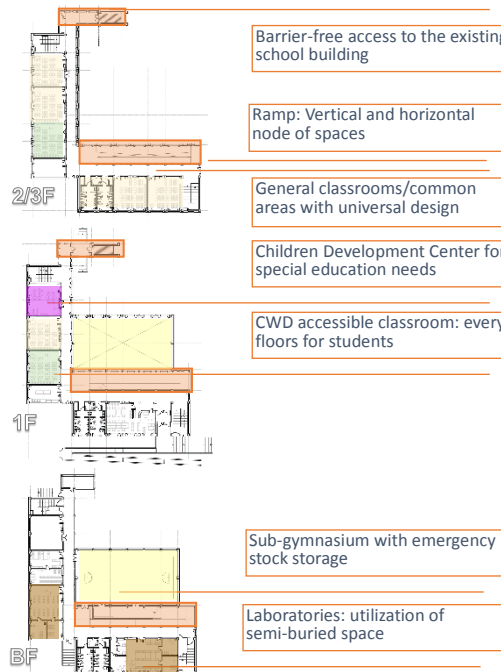 Barrier-free access to the existing
school building
Ramp: Vertical and horizontal
node of spaces
2/3F
General classrooms/common
areas with universal design
Children Development Center for
special education needs
CWD accessible classroom: every
floors for students
1F
Sub-gymnasium with emergency
stock storage
Laboratories: utilization of
semi-buried space
BF